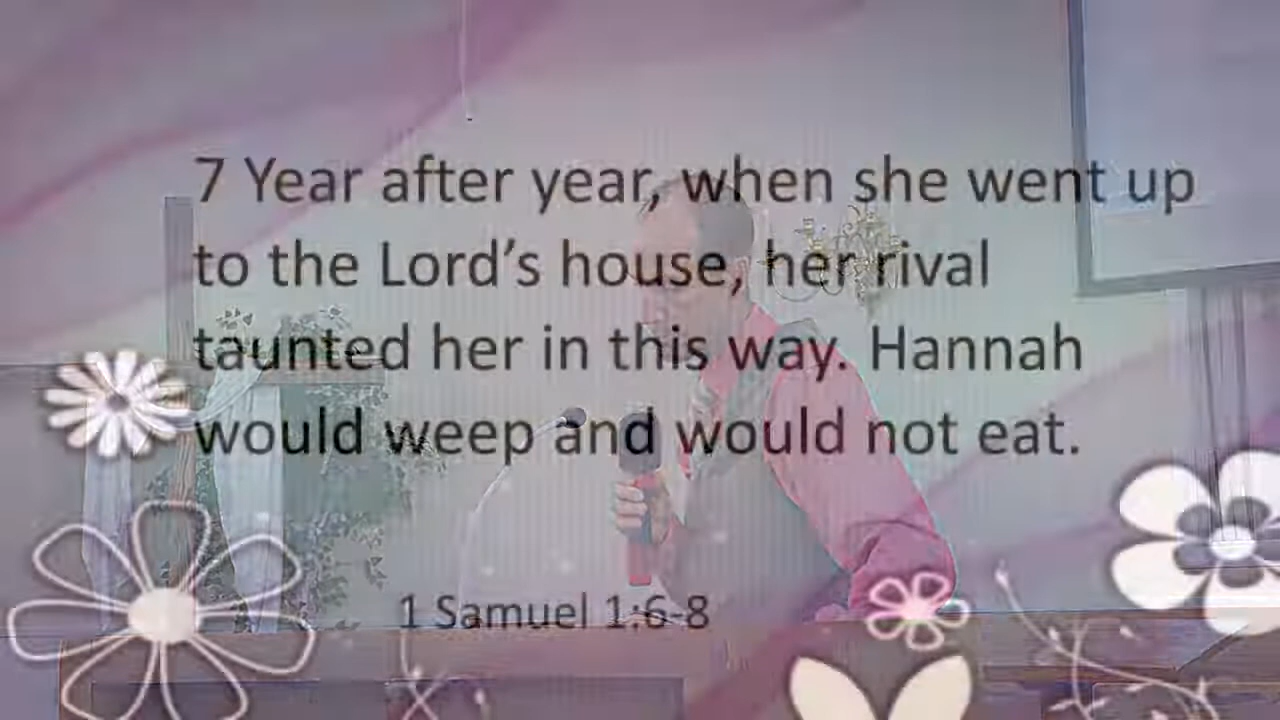 7 Year after year, when she went up
to the Lord’s house, her rival
taunted her in this way. Hannah
would weep and would not eat.
1 Samuel 1:6-8